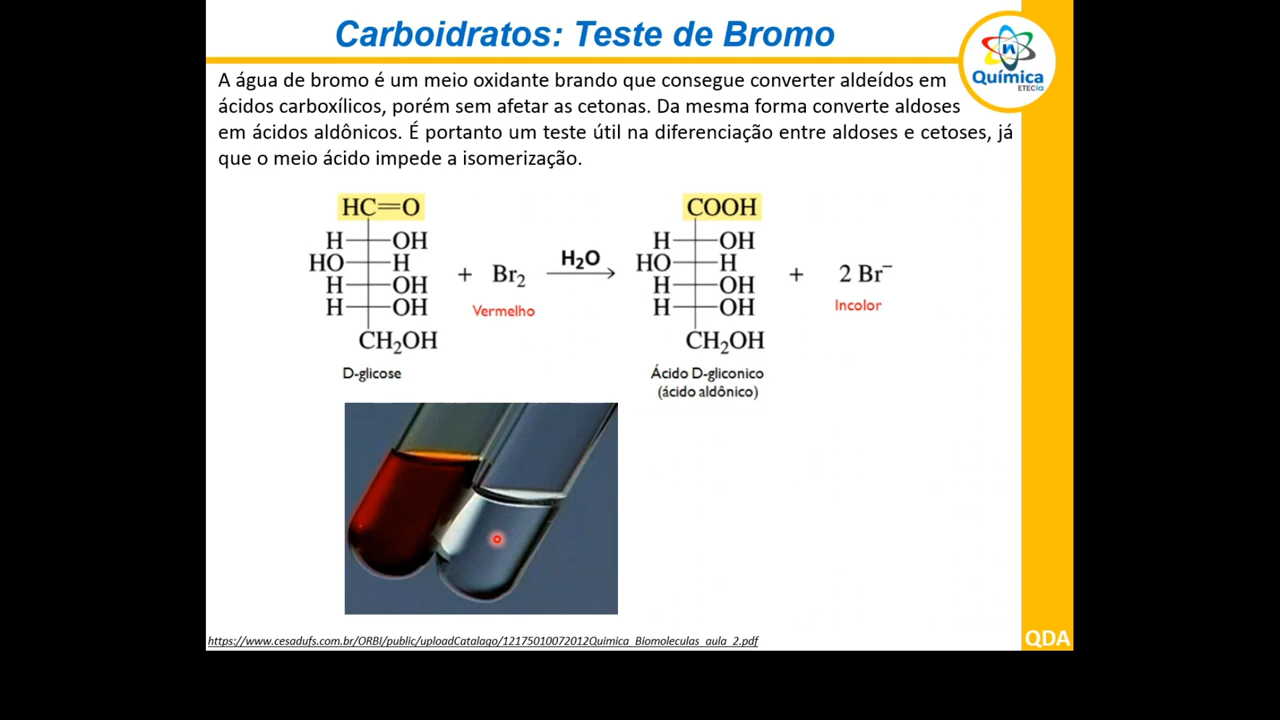 Carboidratos: Teste de Bromo
n
Química
ETECia
A água de bromo é um meio oxidante brando que consegue converter aldeídos em
ácidos carboxílicos, porém sem afetar as cetonas. Da mesma forma converte aldoses
em ácidos aldônicos. É portanto um teste útil na diferenciação entre aldoses e cetoses, já
que o meio ácido impede a isomerização.
HC=O
H OH
HO H
H OH
H OH
CH₂OH
D-glicose
+ Br₂
Vermelho
H₂O
COOH
H OH
HO H
H OH
H OH
CH₂OH
Ácido D-gliconico
(ácido aldônico)
+ 2 Br⁻
Incolor
https://www.cesadufs.com.br/ORBI/public/uploadCatalago/12175010072012Quimica_Biomoleculas_aula_2.pdf
QDA